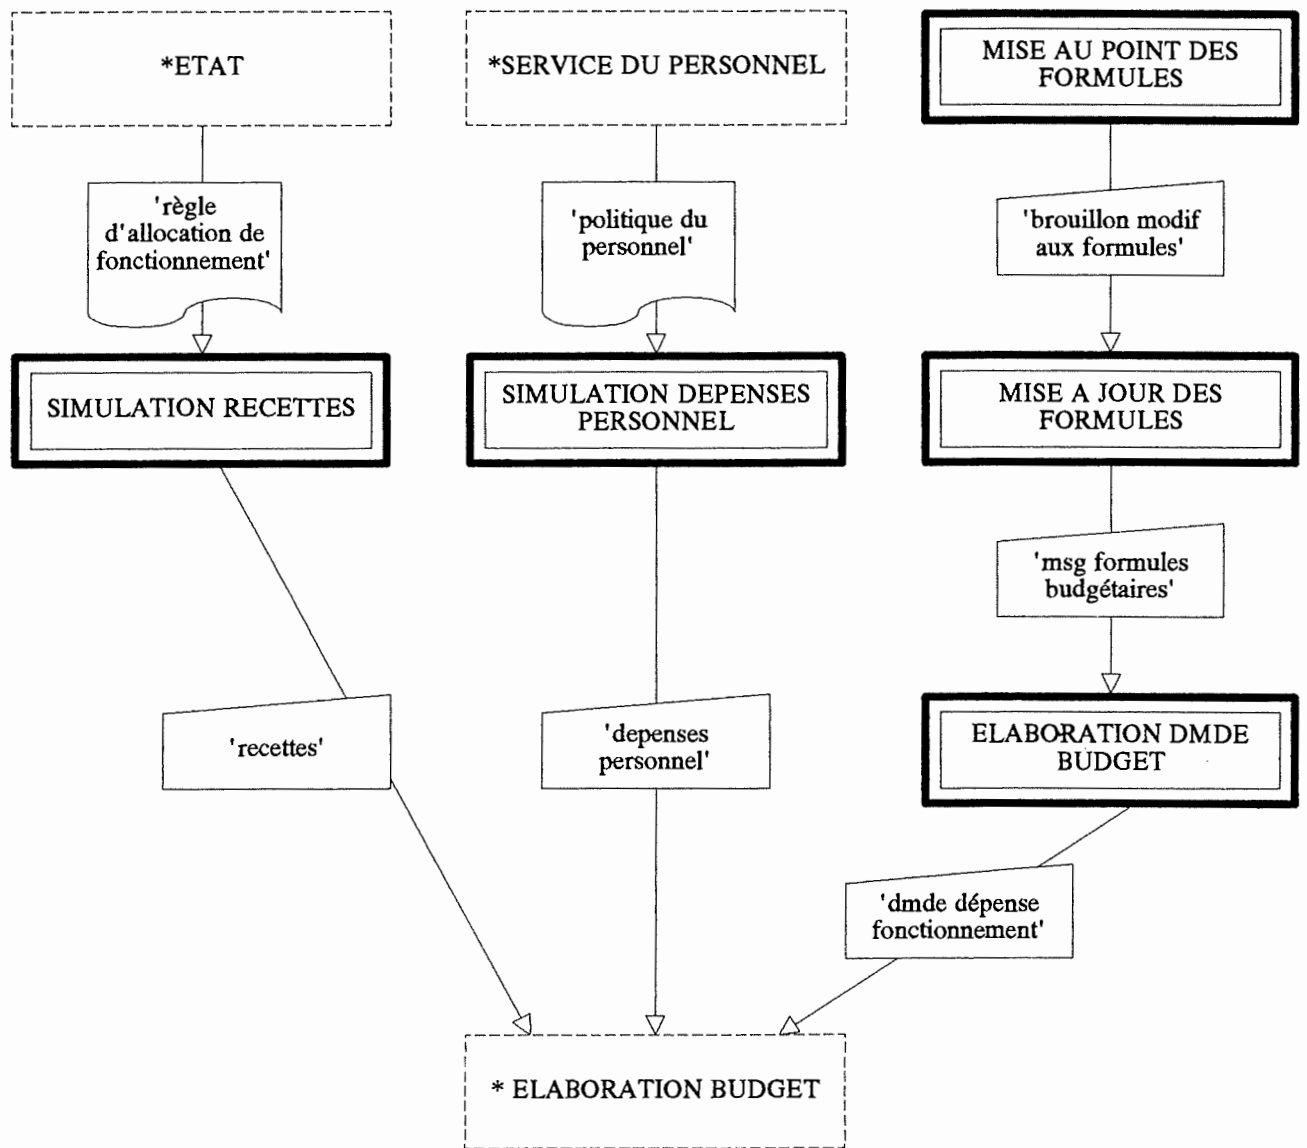 *ETAT
*SERVICE DU PERSONNEL
MISE AU POINT DES
FORMULES
'règle
d'allocation de
fonctionnement'
'politique du
personnel'
'brouillon modif
aux formules'
SIMULATION RECETTES
SIMULATION DEPENSES
PERSONNEL
MISE A JOUR DES
FORMULES
'msg formules
budgétaires'
'recettes'
'depenses
personnel'
ELABORATION DMDE
BUDGET
'dmde dépense
fonctionnement'
* ELABORATION BUDGET